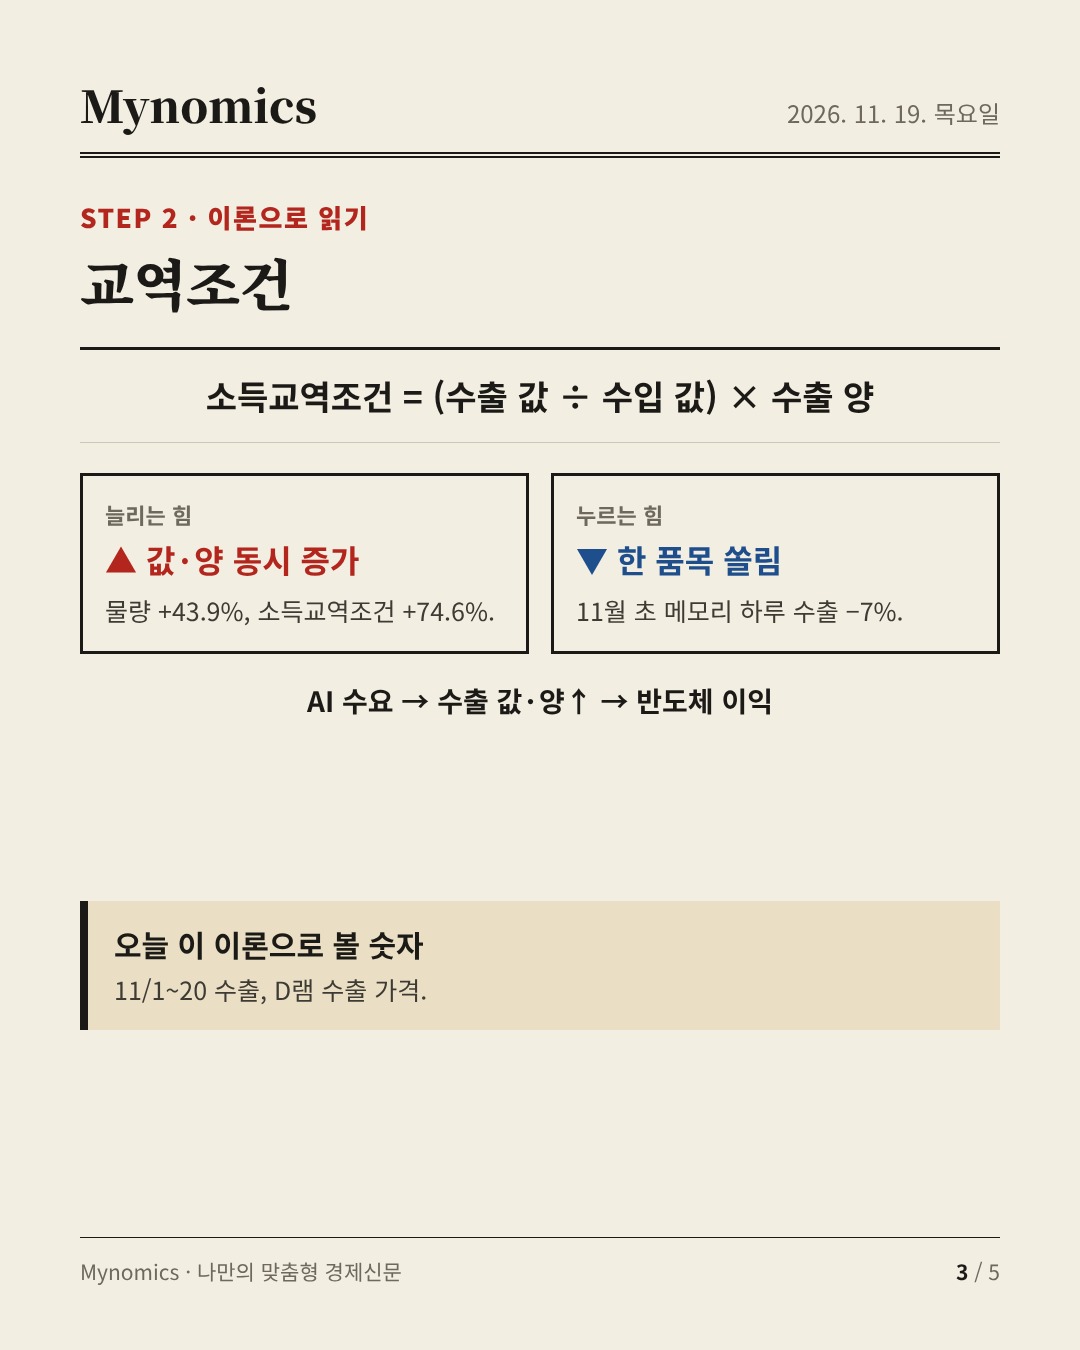 Mynomics
2026. 11. 19. 목요일
STEP 2 · 이론으로 읽기
교역조건
소득교역조건 = (수출 값 ÷ 수입 값) × 수출 양
늘리는 힘
▲ 값·양 동시 증가
물량 +43.9%, 소득교역조건 +74.6%.
누르는 힘
▼ 한 품목 쏠림
11월 초 메모리 하루 수출 −7%.
AI 수요 → 수출 값·양↑ → 반도체 이익
오늘 이 이론으로 볼 숫자
11/1~20 수출, D램 수출 가격.
Mynomics · 나만의 맞춤형 경제신문
3 / 5